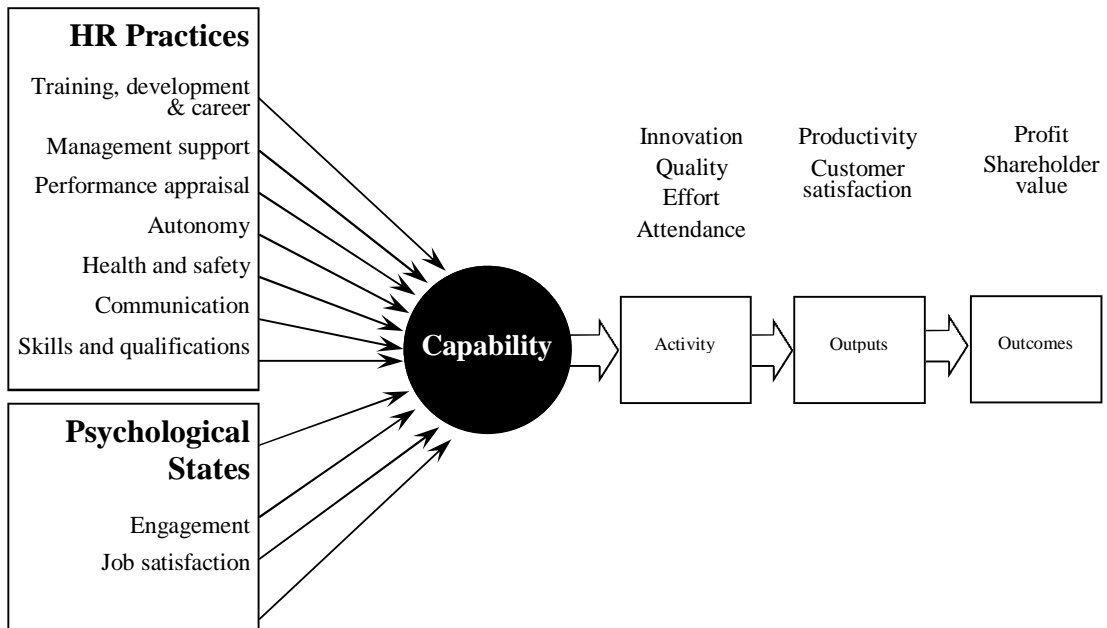 HR Practices
Training, development
& career
Management support
Performance appraisal
Autonomy
Health and safety
Communication
Skills and qualifications
Psychological
States
Engagement
Job satisfaction
Capability
Innovation
Quality
Effort
Attendance
Activity
Productivity
Customer
satisfaction
Outputs
Profit
Shareholder
value
Outcomes